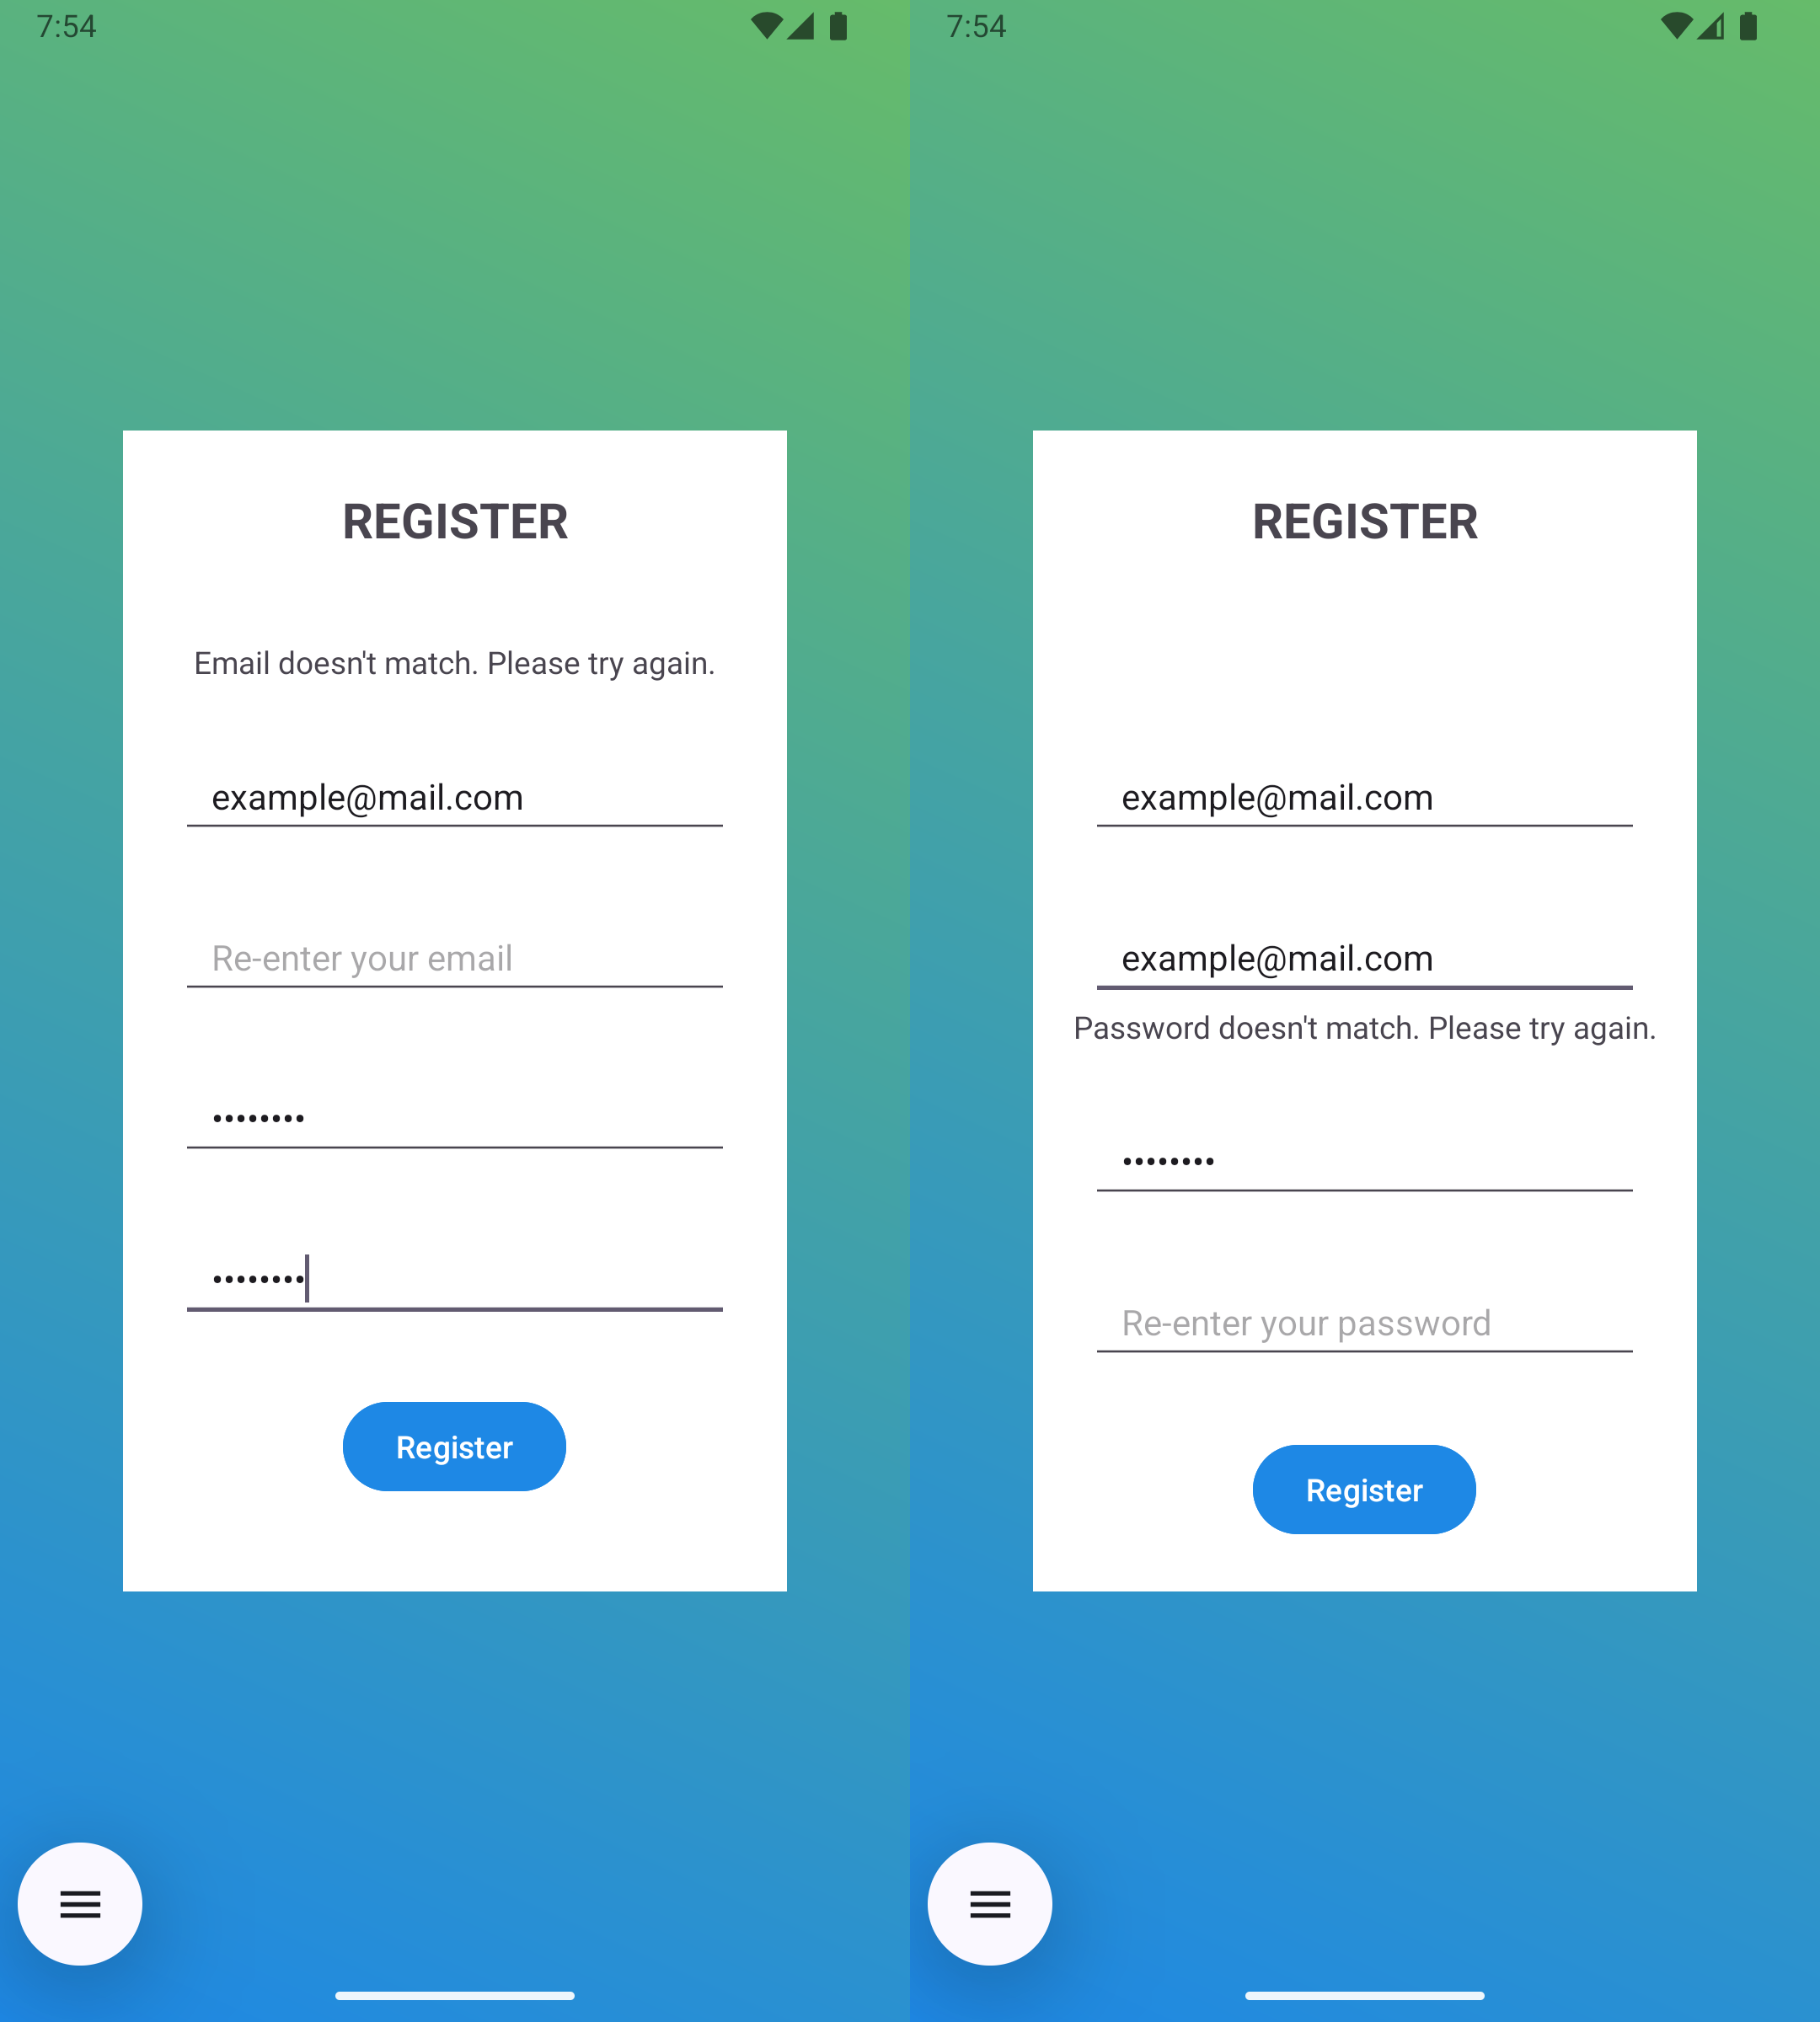 7:54
REGISTER
Email doesn't match. Please try again.
example@mail.com
Re-enter your email
••••••••
••••••••
Register
7:54
REGISTER
example@mail.com
example@mail.com
Password doesn't match. Please try again.
••••••••
Re-enter your password
Register